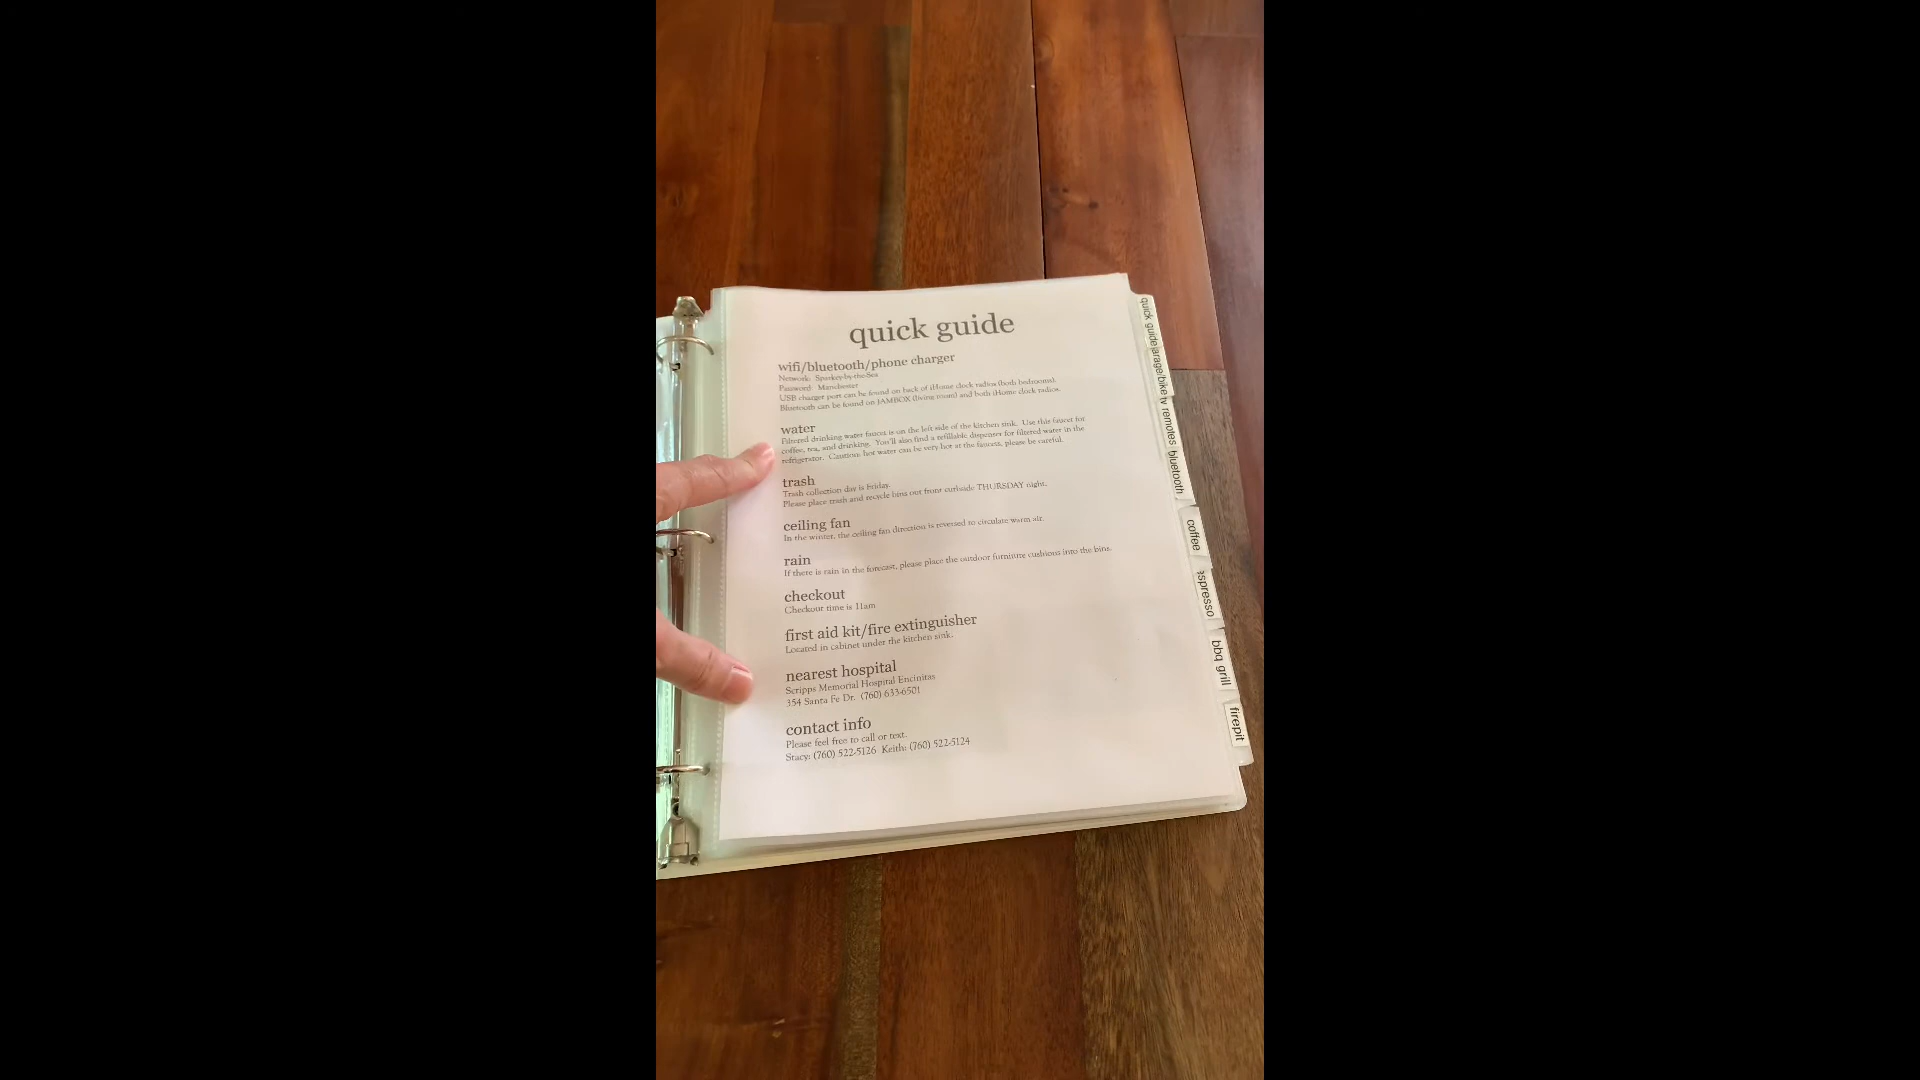 quick guide
wifi/bluetooth/phone charger
Network: Spookey-by-the-Sea
Password: Manchester
USB charger port can be found on back of iHome clock radios (both bedrooms).
Bluetooth can be found on JAMBOX (living room) and both iHome clock radios.
water
Filtered drinking water faucet is on the left side of the kitchen sink. Use this faucet for
coffee, tea, and drinking. You'll also find a refillable dispenser for filtered water in the
refrigerator. Caution: hot water can be very hot at the faucets, please be careful.
trash
Trash collection day is Friday.
Please place trash and recycle bins out front curbside THURSDAY night.
ceiling fan
In the winter, the ceiling fan direction is reversed to circulate warm air.
rain
If there is rain in the forecast, please place the outdoor furniture cushions into the bins.
checkout
Checkout time is 11am
first aid kit/fire extinguisher
Located in cabinet under the kitchen sink.
nearest hospital
Scripps Memorial Hospital Encinitas
354 Santa Fe Dr. (760) 633-6501
contact info
Please feel free to call or text.
Stacy: (760) 522-5126 Keith: (760) 522-5124
quick guide
arage/bike
tv remotes
bluetooth
coffee
spresso
bbq grill
firepit